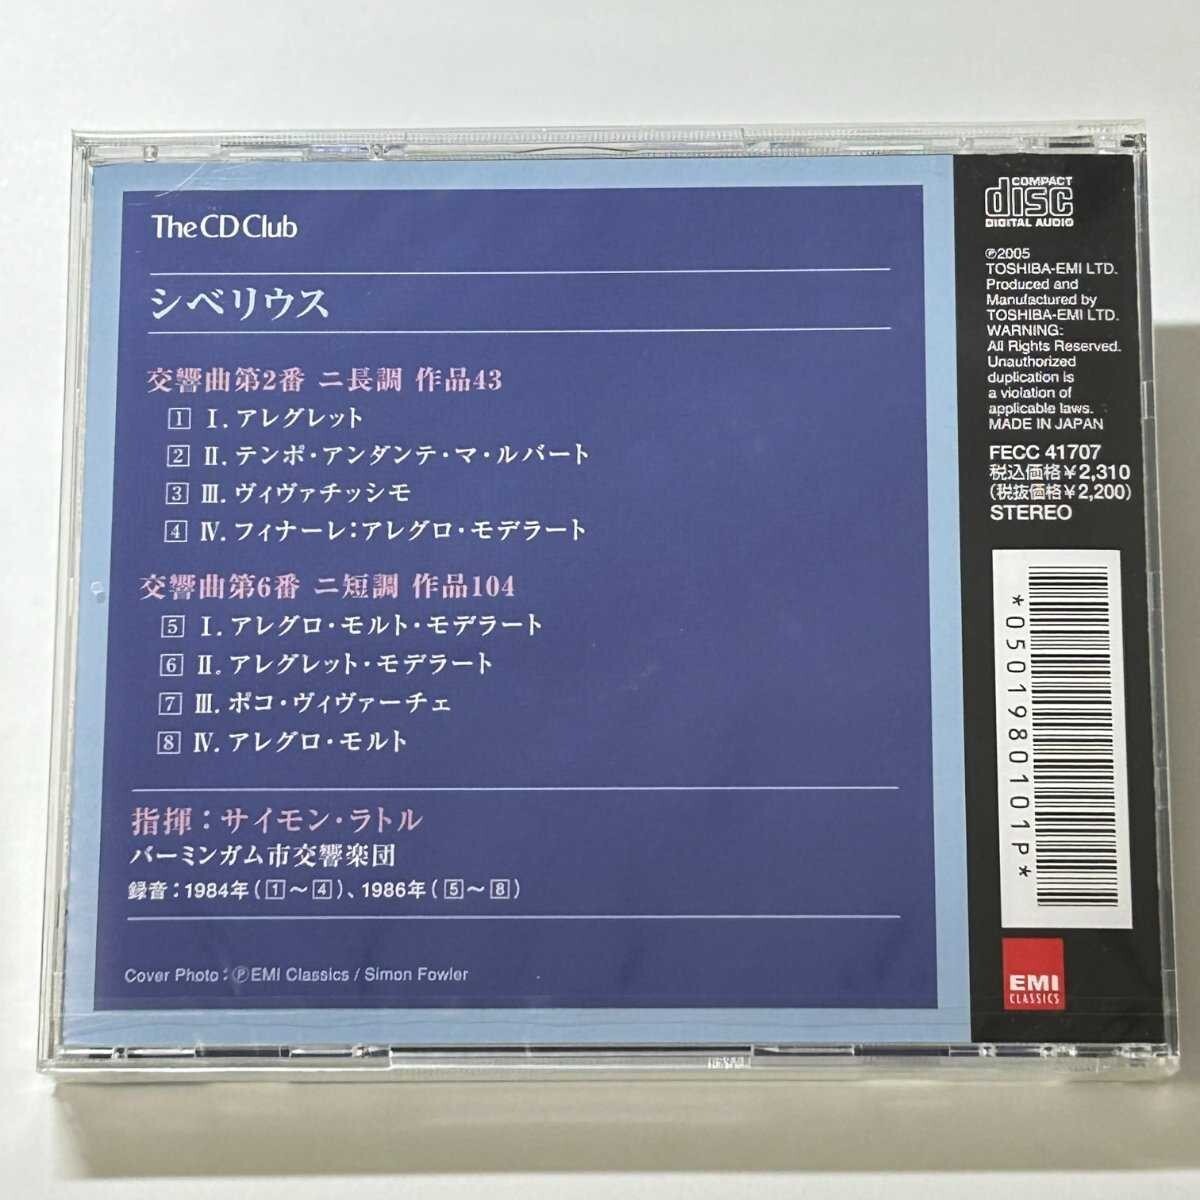 The CD Club
シベリウス
交響曲第2番 ニ長調 作品43
1 Ⅰ. アレグレット
2 Ⅱ. テンポ・アンダンテ・マ・ルバート
3 Ⅲ. ヴィヴァチッシモ
4 Ⅳ. フィナーレ：アレグロ・モデラート
交響曲第6番 ニ短調 作品104
5 Ⅰ. アレグロ・モルト・モデラート
6 Ⅱ. アレグレット・モデラート
7 Ⅲ. ポコ・ヴィヴァーチェ
8 Ⅳ. アレグロ・モルト
指揮：サイモン・ラトル
バーミンガム市交響楽団
録音：1984年（1～4）、1986年（5～8）
Cover Photo：ⓅEMI Classics / Simon Fowler
COMPACT
disc
DIGITAL AUDIO
Ⓟ2005
TOSHIBA-EMI LTD.
Produced and
Manufactured by
TOSHIBA-EMI LTD.
WARNING:
All Rights Reserved.
Unauthorized
duplication is
a violation of
applicable laws.
MADE IN JAPAN
FECC 41707
税込価格￥2,310
(税抜価格￥2,200)
STEREO
*0501980101P*
EMI
CLASSICS